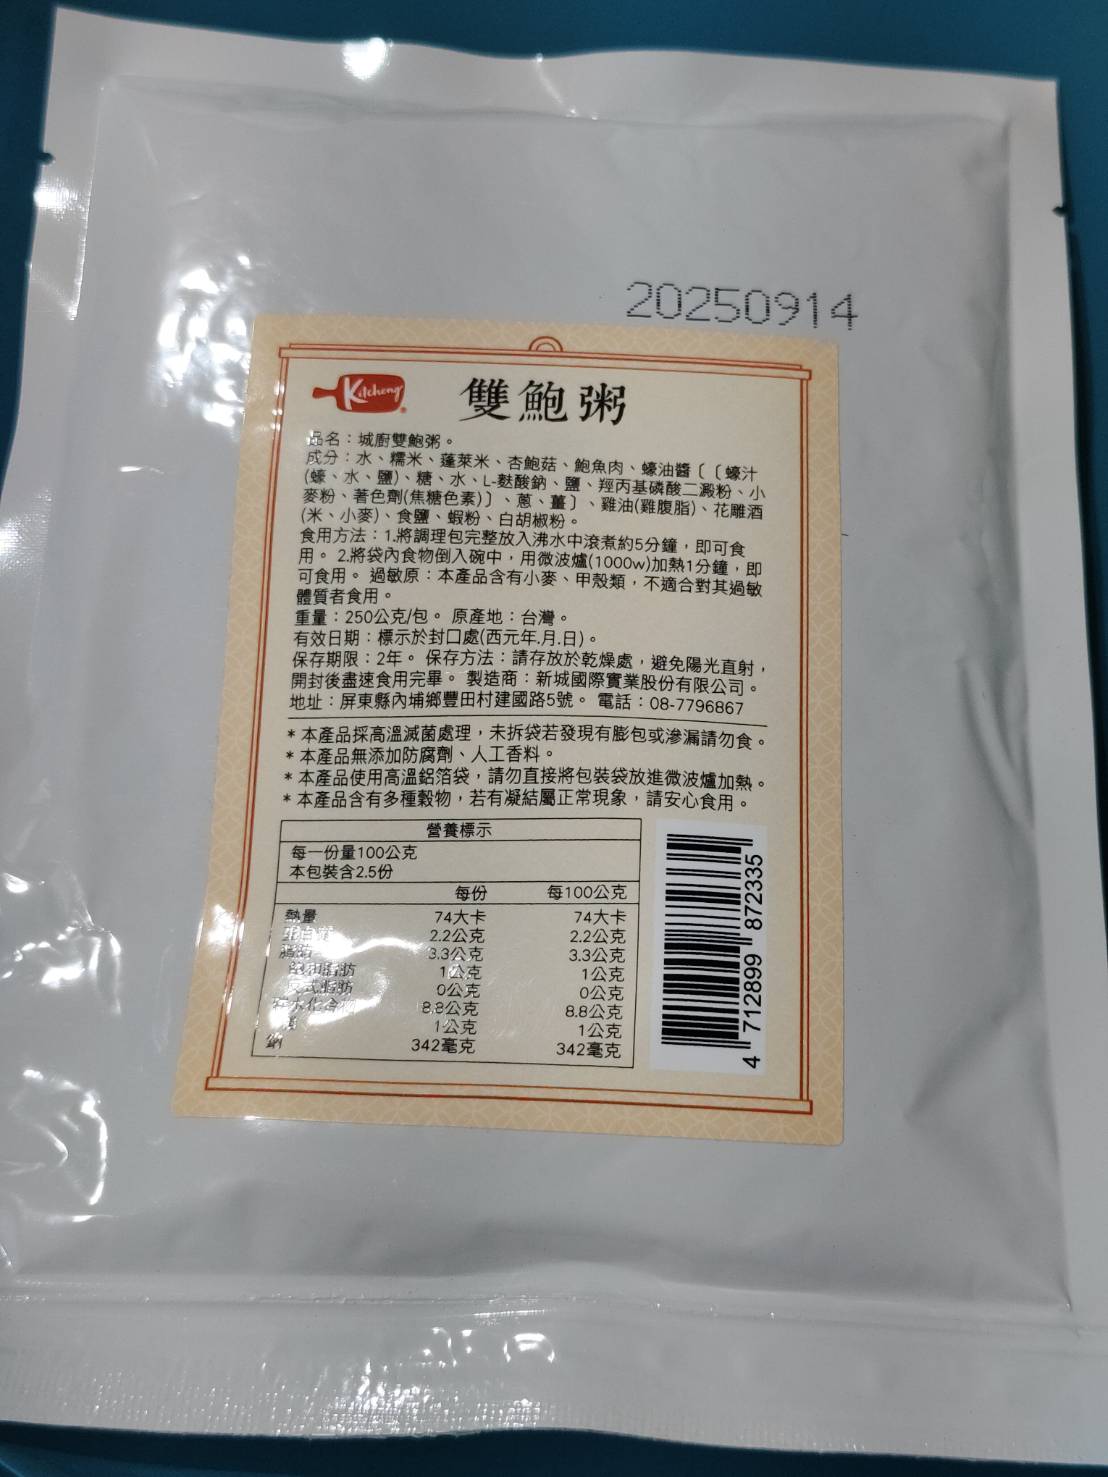 20250914
Kitcheng
雙鮑粥
品名：城廚雙鮑粥。
成分：水、糯米、蓬萊米、杏鮑菇、鮑魚肉、蠔油醬〔〔蠔汁
(蠔、水、鹽)、糖、水、L-麩酸鈉、鹽、羥丙基磷酸二澱粉、小
麥粉、著色劑(焦糖色素)〕、蔥、薑〕、雞油(雞腹脂)、花雕酒
(米、小麥)、食鹽、蝦粉、白胡椒粉。
食用方法：1.將調理包完整放入沸水中滾煮約5分鐘，即可食
用。 2.將袋內食物倒入碗中，用微波爐(1000w)加熱1分鐘，即
可食用。 過敏原：本產品含有小麥、甲殼類，不適合對其過敏
體質者食用。
重量：250公克/包。 原產地：台灣。
有效日期：標示於封口處(西元年.月.日)。
保存期限：2年。 保存方法：請存放於乾燥處，避免陽光直射，
開封後盡速食用完畢。 製造商：新城國際實業股份有限公司。
地址：屏東縣內埔鄉豐田村建國路5號。 電話：08-7796867
*本產品採高溫滅菌處理，未拆袋若發現有膨包或滲漏請勿食。
*本產品無添加防腐劑、人工香料。
*本產品使用高溫鋁箔袋，請勿直接將包裝袋放進微波爐加熱。
*本產品含有多種穀物，若有凝結屬正常現象，請安心食用。
營養標示
每一份量100公克
本包裝含2.5份
每份 每100公克
熱量 74大卡 74大卡
蛋白質 2.2公克 2.2公克
脂肪 3.3公克 3.3公克
飽和脂肪 1公克 1公克
反式脂肪 0公克 0公克
碳水化合物 8.8公克 8.8公克
1公克 1公克
鈉 342毫克 342毫克
4 712899 872335